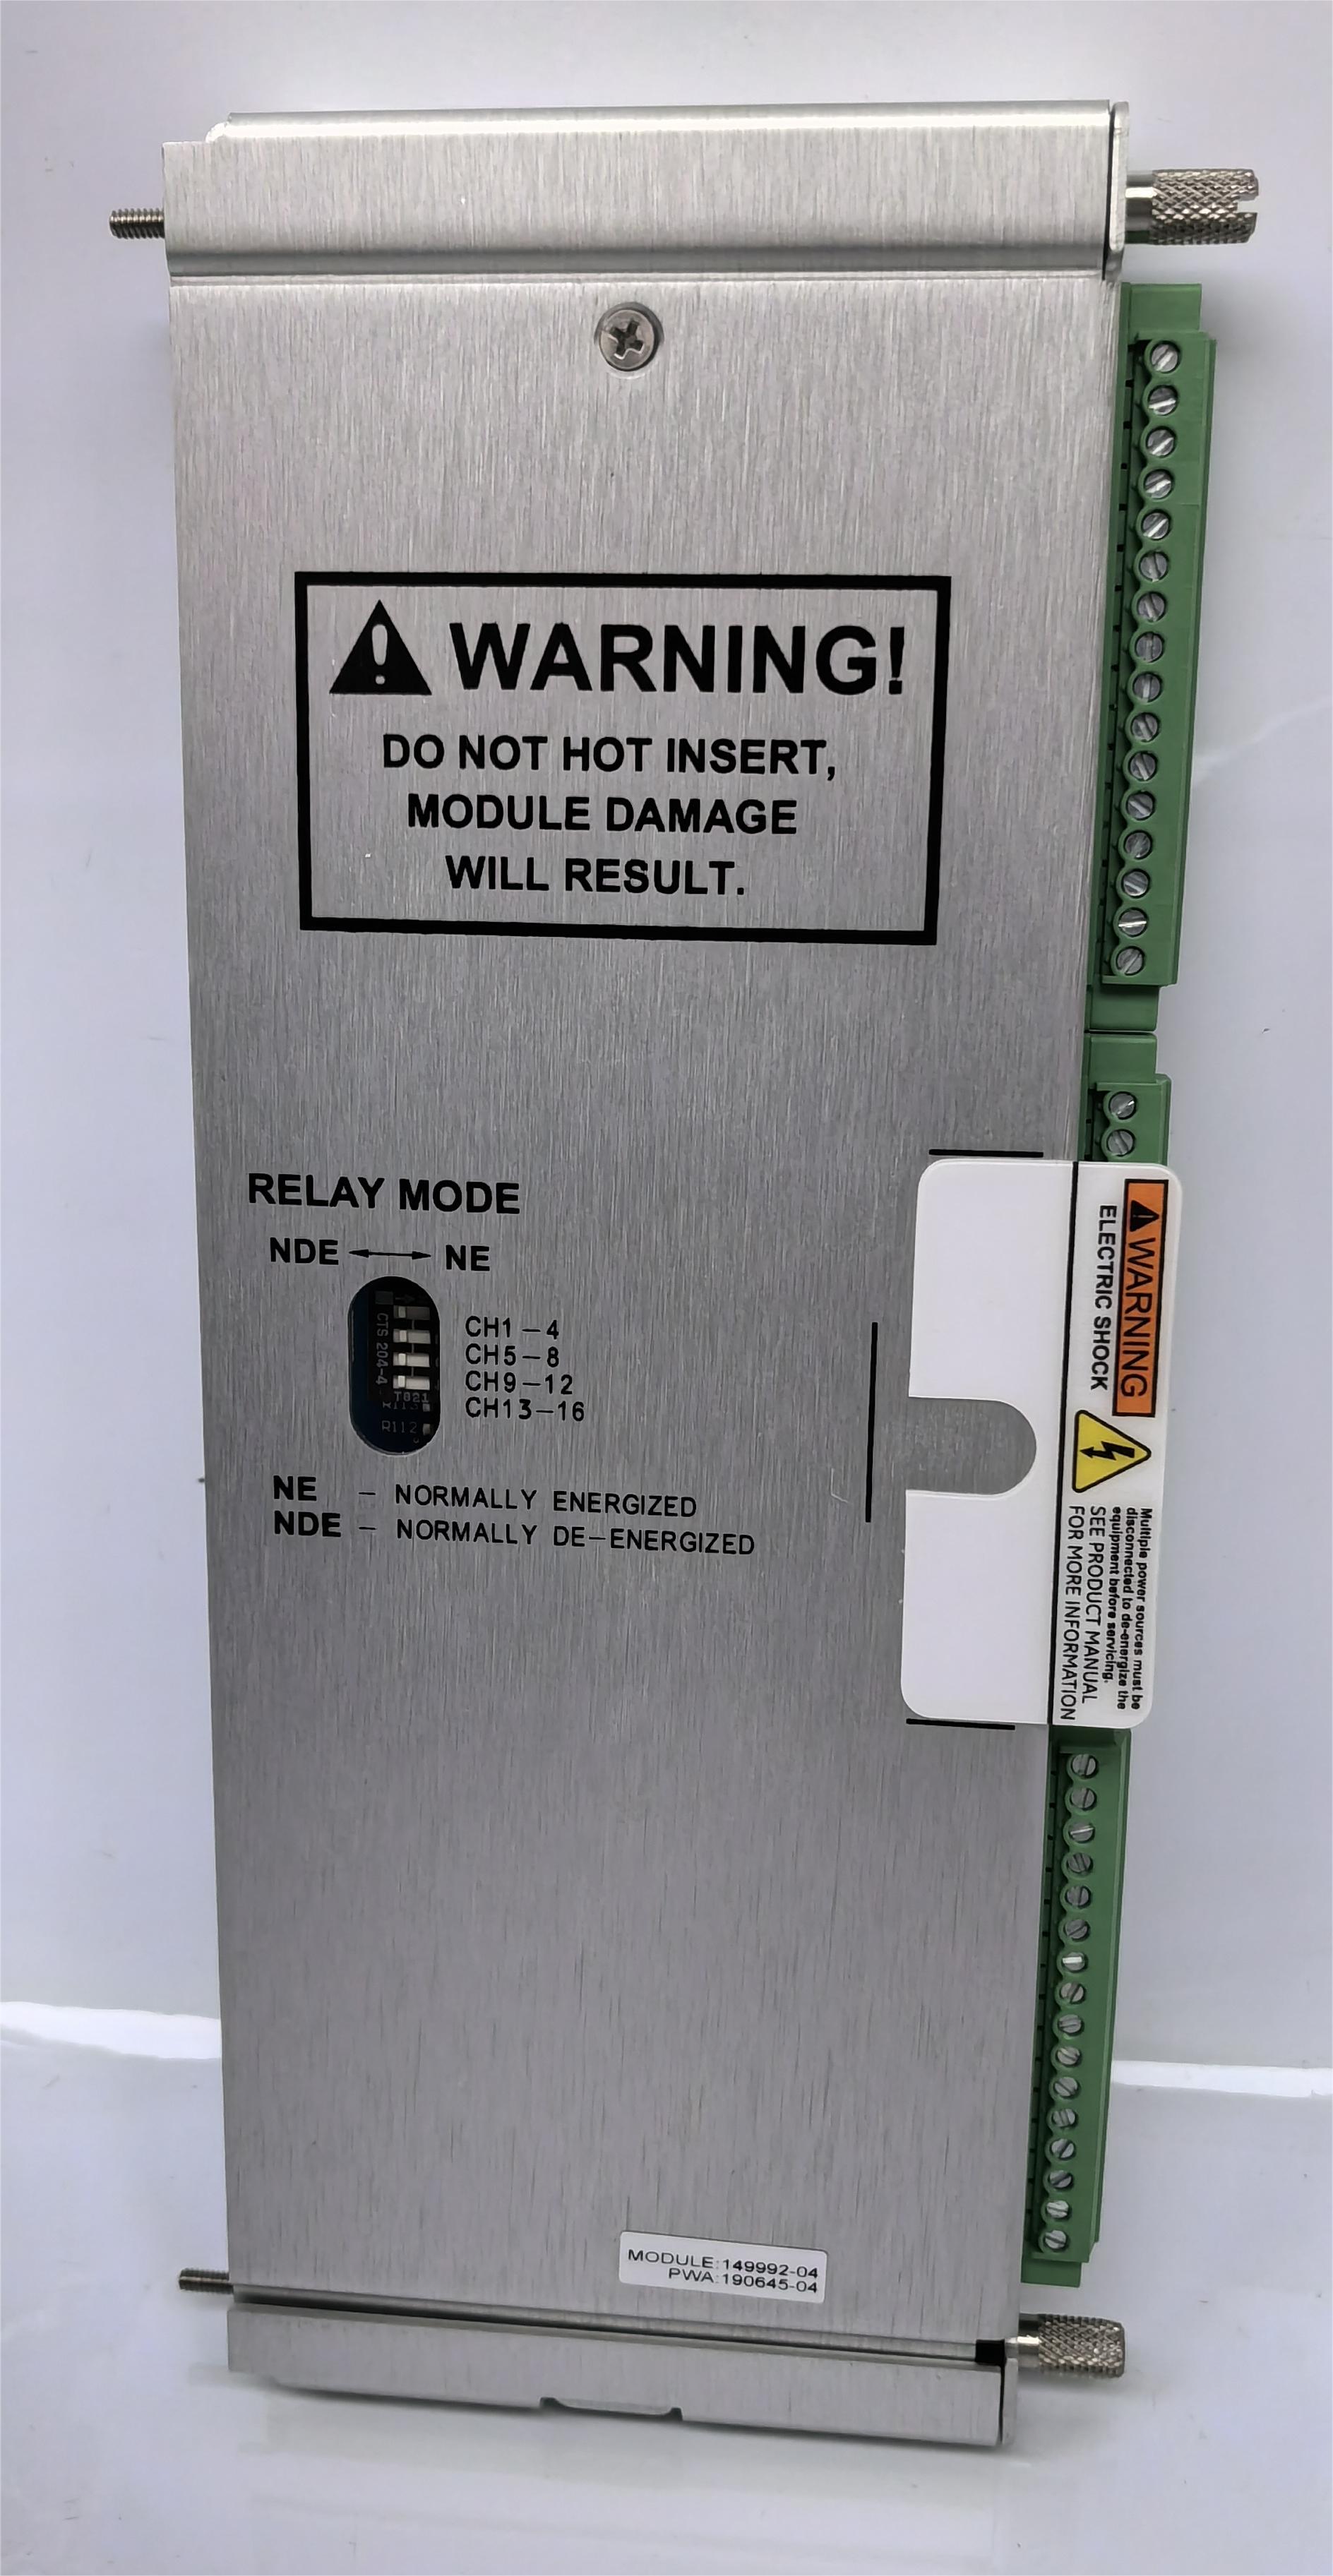 WARNING!
DO NOT HOT INSERT,
MODULE DAMAGE
WILL RESULT.
RELAY MODE
NDE NE
CTS 204-4
T821
R112
CH1-4
CH5-8
CH9-12
CH13-16
NE - NORMALLY ENERGIZED
NDE - NORMALLY DE-ENERGIZED
WARNING
ELECTRIC SHOCK
Multiple power sources must be
disconnected to de-energize the
equipment before servicing.
SEE PRODUCT MANUAL
FOR MORE INFORMATION
MODULE:149992-04
PWA:190645-04